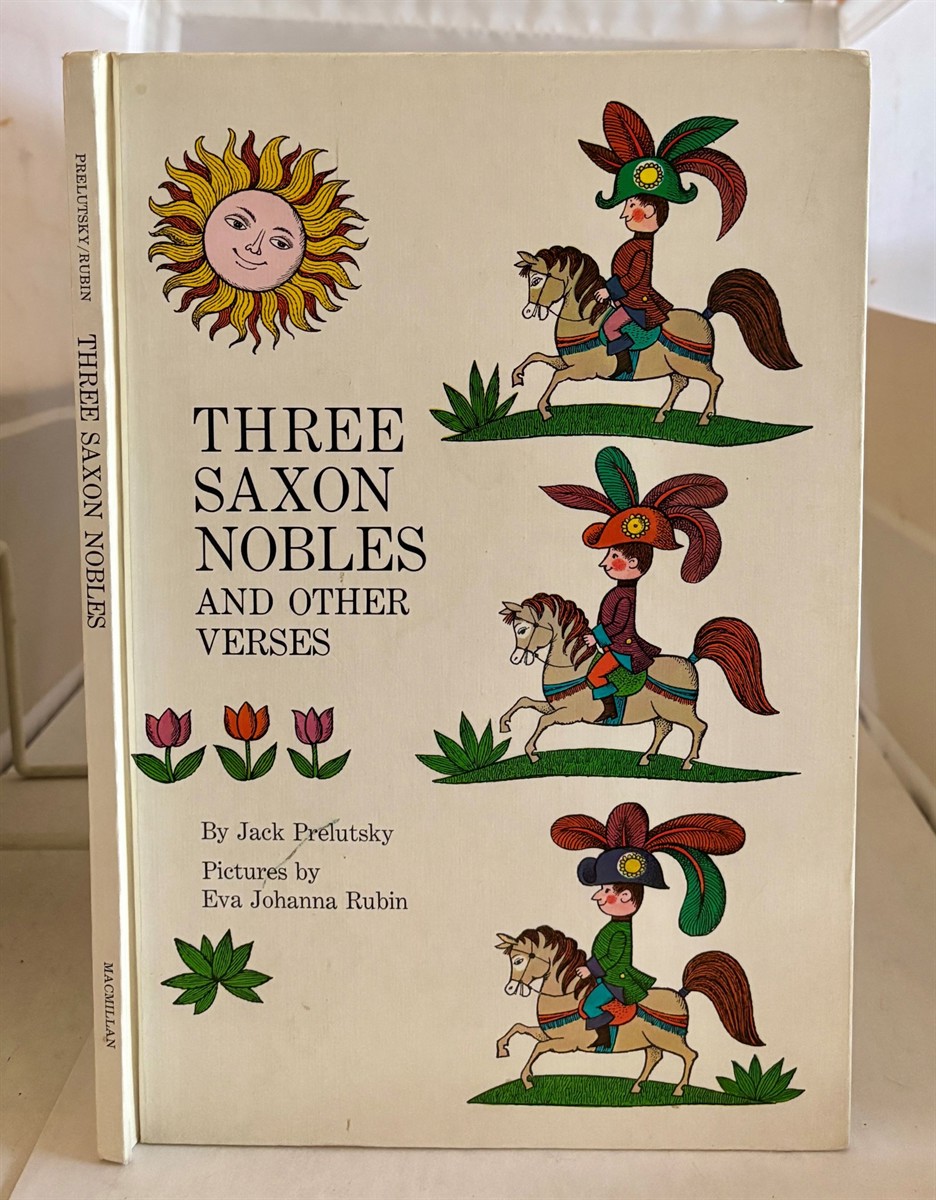 PRELUTSKY/RUBIN
THREE SAXON NOBLES
MACMILLAN
THREE
SAXON
NOBLES
AND OTHER
VERSES
By Jack Prelutsky
Pictures by
Eva Johanna Rubin